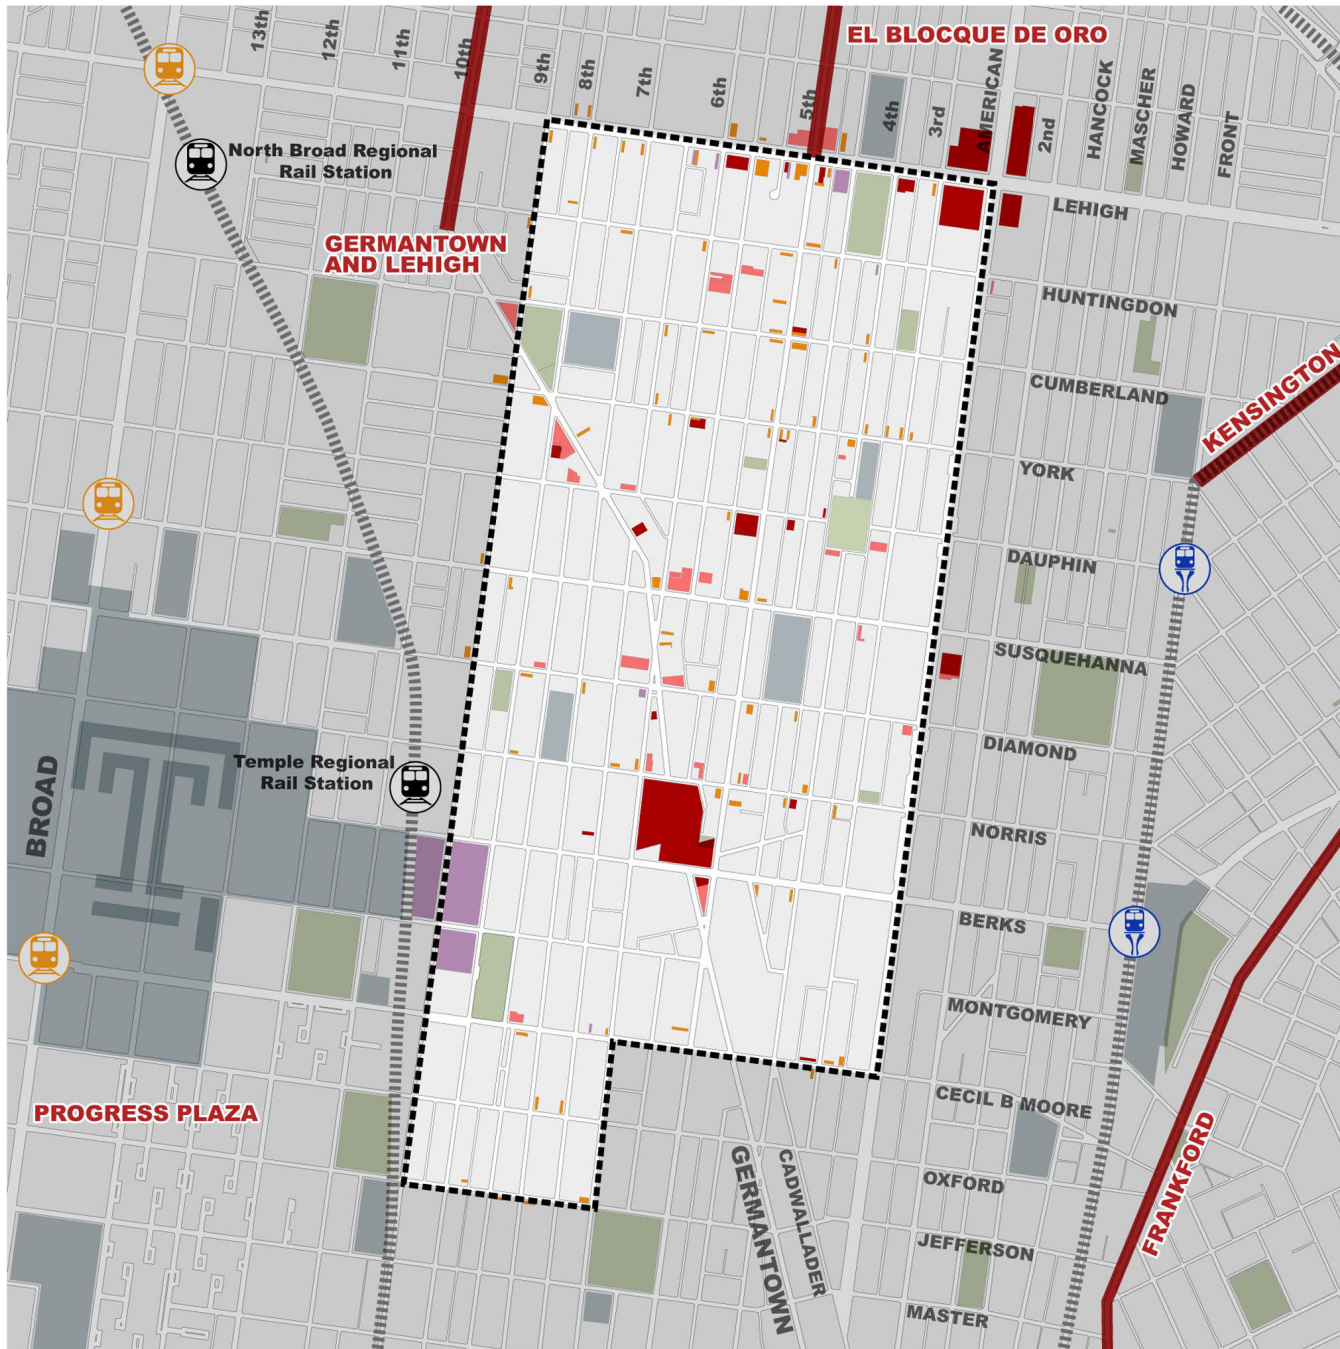 EL BLOCQUE DE ORO
13th
12th
11th
10th
9th
8th
7th
6th
5th
4th
3rd
AMERICAN
2nd
HANCOCK
MASCHER
HOWARD
FRONT
North Broad Regional
Rail Station
LEHIGH
GERMANTOWN
AND LEHIGH
HUNTINGDON
CUMBERLAND
KENSINGTON
YORK
DAUPHIN
SUSQUEHANNA
DIAMOND
Temple Regional
Rail Station
BROAD
NORRIS
BERKS
MONTGOMERY
CECIL B MOORE
PROGRESS PLAZA
OXFORD
FRANKFORD
GERMANTOWN
CADWALLADER
JEFFERSON
MASTER